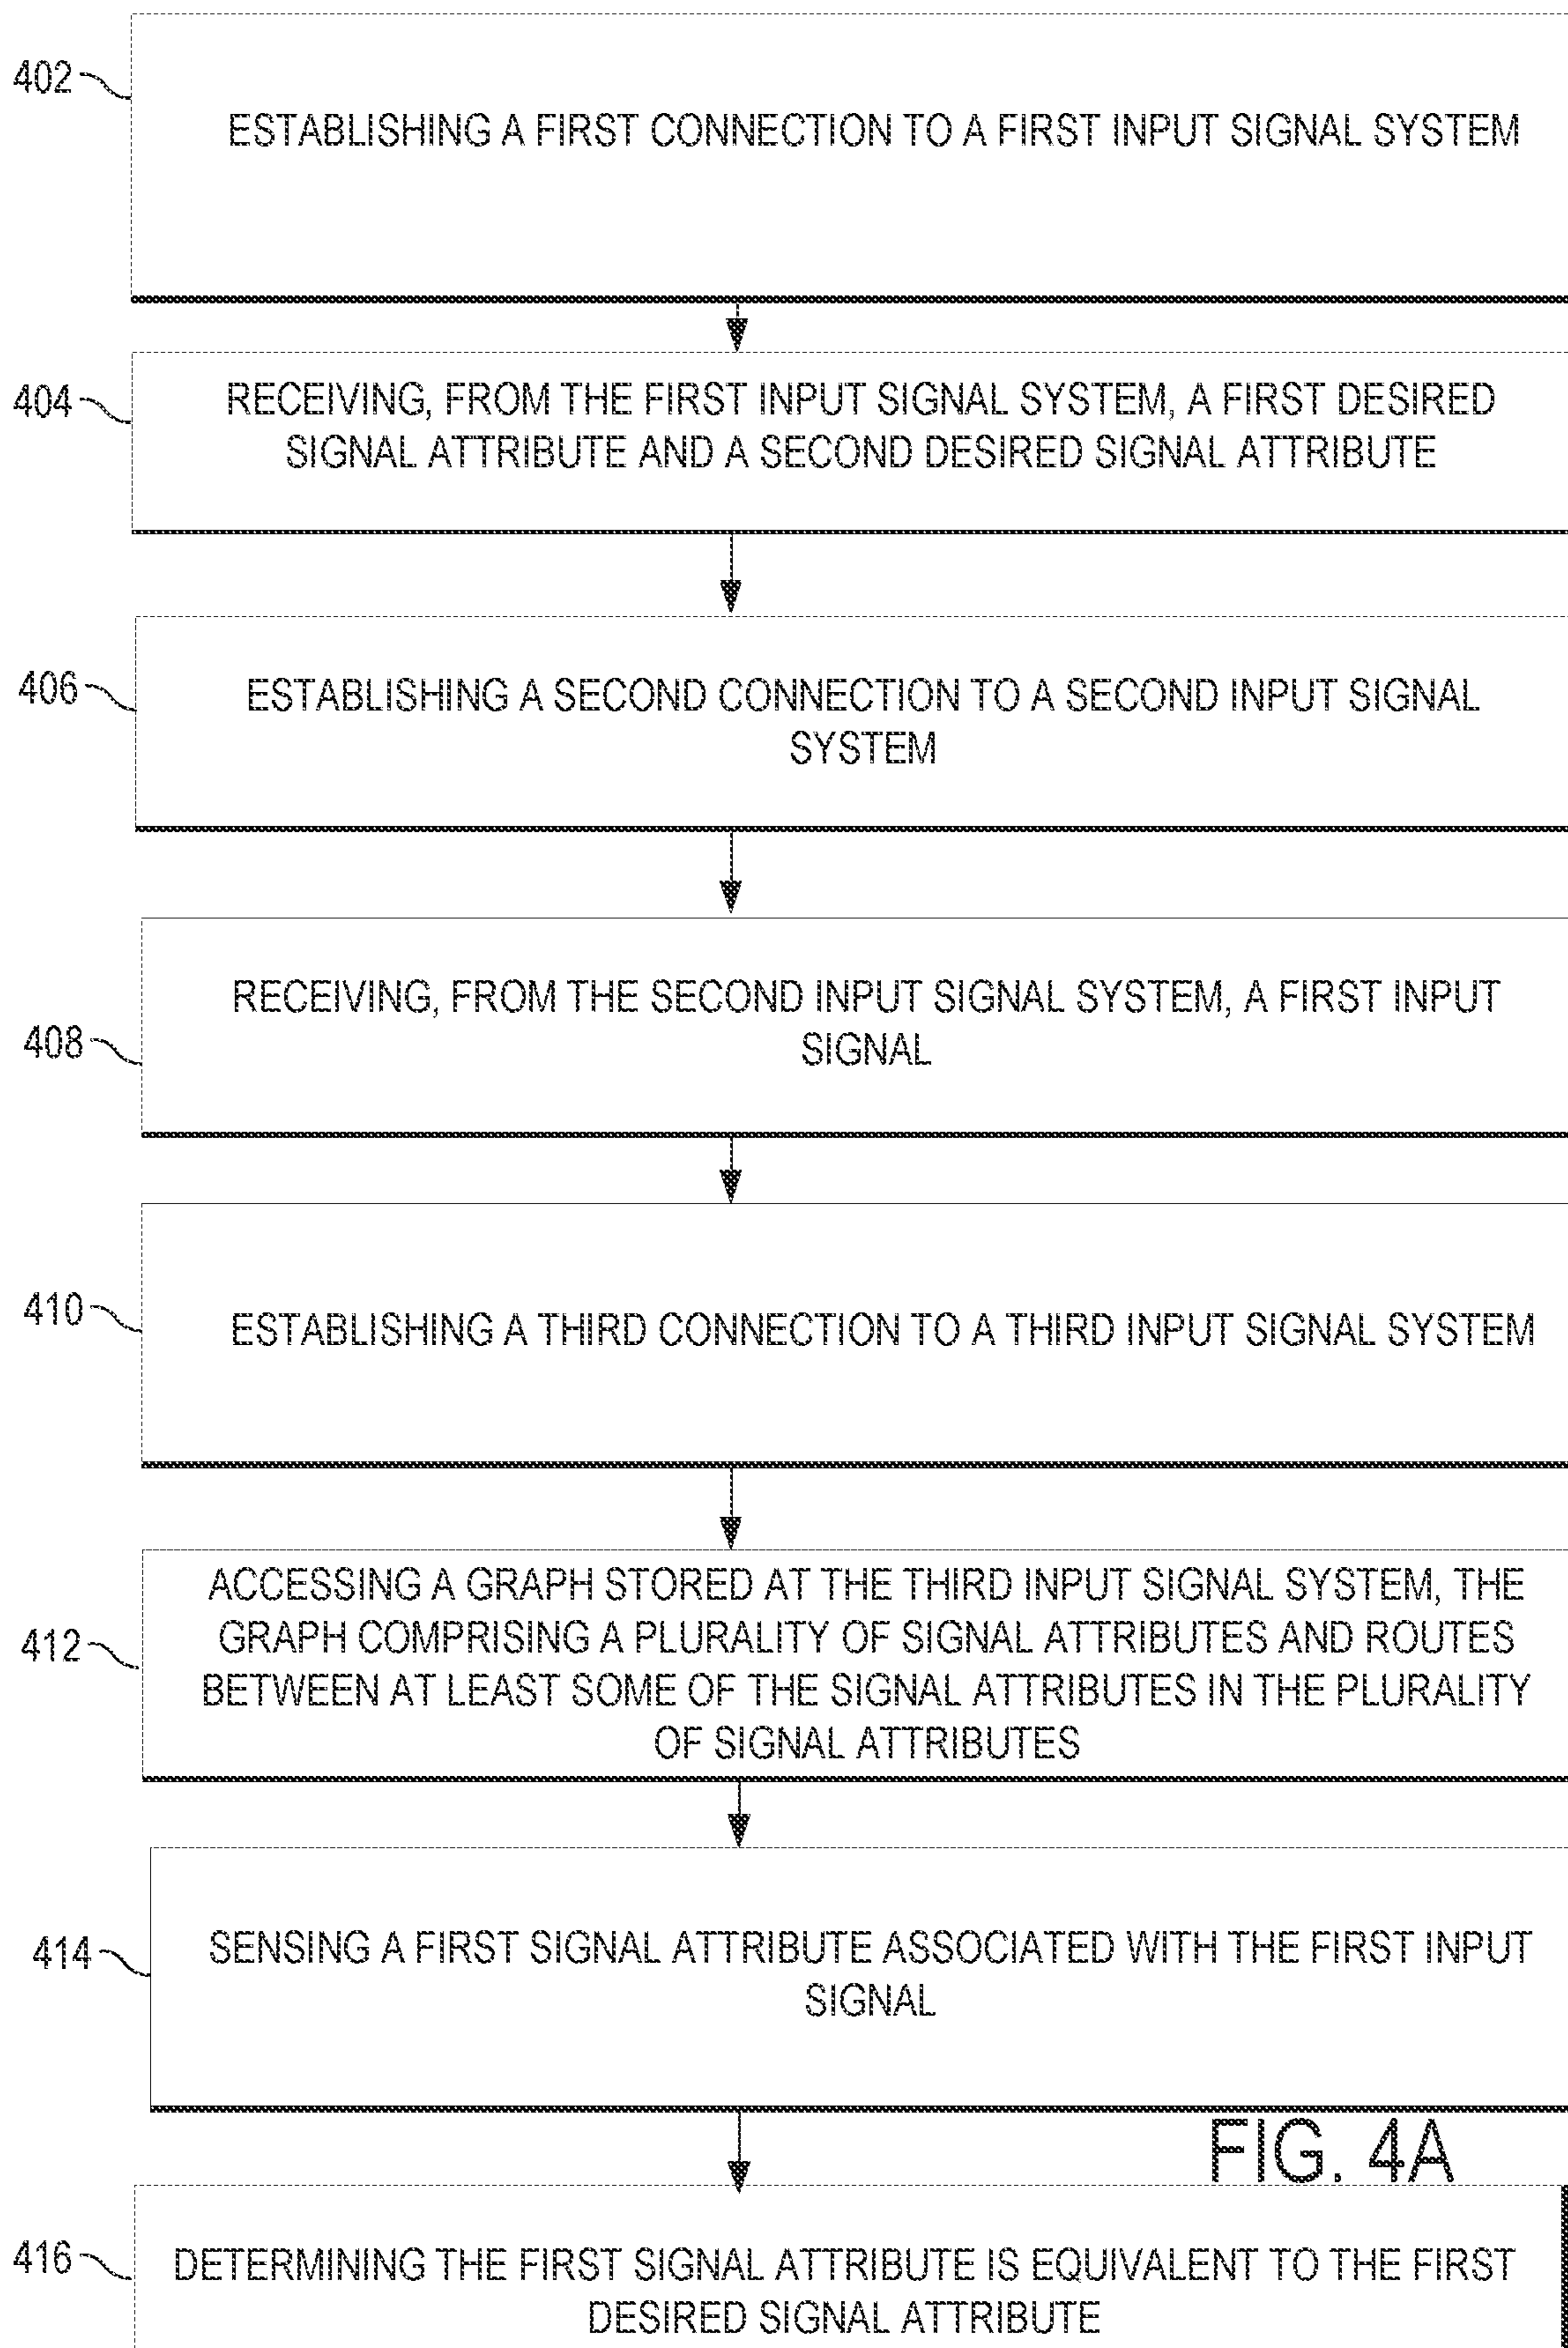 402
ESTABLISHING A FIRST CONNECTION TO A FIRST INPUT SIGNAL SYSTEM
404
RECEIVING, FROM THE FIRST INPUT SIGNAL SYSTEM, A FIRST DESIRED
SIGNAL ATTRIBUTE AND A SECOND DESIRED SIGNAL ATTRIBUTE
406
ESTABLISHING A SECOND CONNECTION TO A SECOND INPUT SIGNAL
SYSTEM
408
RECEIVING, FROM THE SECOND INPUT SIGNAL SYSTEM, A FIRST INPUT
SIGNAL
410
ESTABLISHING A THIRD CONNECTION TO A THIRD INPUT SIGNAL SYSTEM
412
ACCESSING A GRAPH STORED AT THE THIRD INPUT SIGNAL SYSTEM, THE
GRAPH COMPRISING A PLURALITY OF SIGNAL ATTRIBUTES AND ROUTES
BETWEEN AT LEAST SOME OF THE SIGNAL ATTRIBUTES IN THE PLURALITY
OF SIGNAL ATTRIBUTES
414
SENSING A FIRST SIGNAL ATTRIBUTE ASSOCIATED WITH THE FIRST INPUT
SIGNAL
FIG. 4A
416
DETERMINING THE FIRST SIGNAL ATTRIBUTE IS EQUIVALENT TO THE FIRST
DESIRED SIGNAL ATTRIBUTE